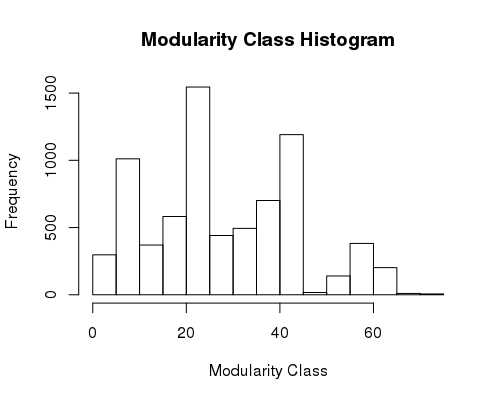 Modularity Class Histogram
Frequency
1500
1000
500
0
0 20 40 60
Modularity Class